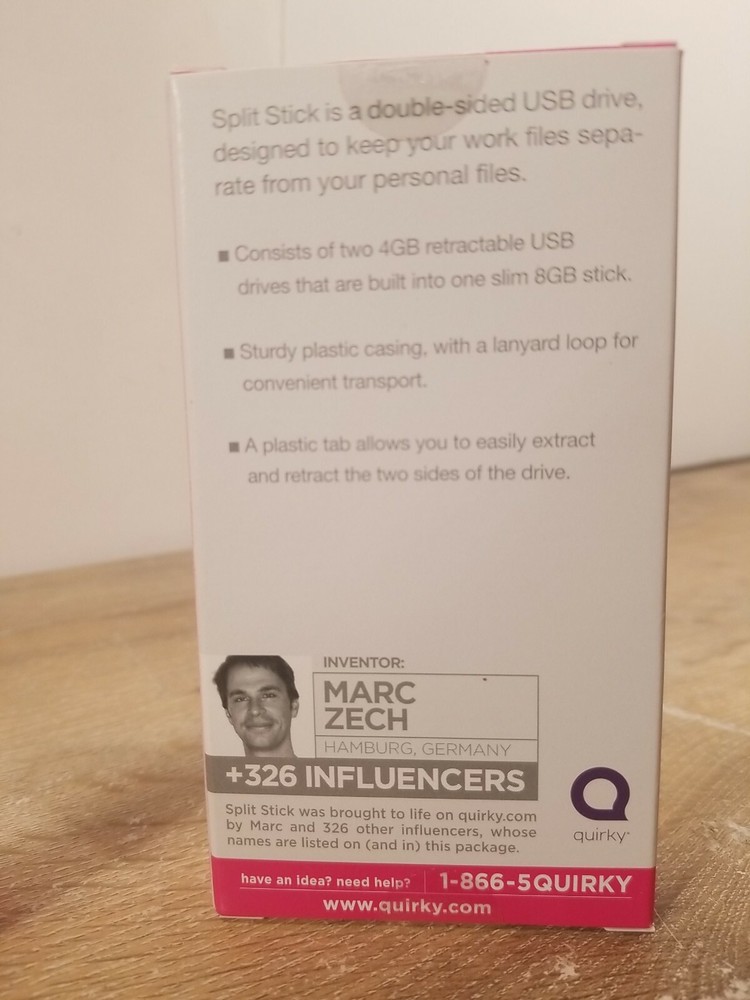 Split Stick is a double-sided USB drive,
designed to keep your work files sepa-
rate from your personal files.
■ Consists of two 4GB retractable USB
drives that are built into one slim 8GB stick.
■ Sturdy plastic casing, with a lanyard loop for
convenient transport.
■ A plastic tab allows you to easily extract
and retract the two sides of the drive.
INVENTOR:
MARC
ZECH
HAMBURG, GERMANY
+326 INFLUENCERS
Split Stick was brought to life on quirky.com
by Marc and 326 other influencers, whose
names are listed on (and in) this package.
quirky
have an idea? need help? 1-866-5QUIRKY
www.quirky.com